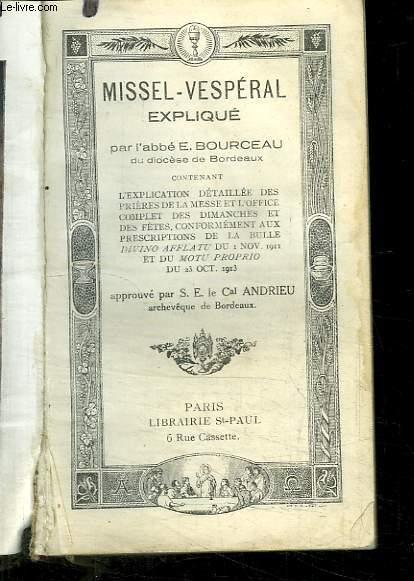 Le-livre.com
MISSEL-VESPÉRAL
EXPLIQUÉ
par l'abbé E. BOURCEAU
du diocèse de Bordeaux
CONTENANT
L'EXPLICATION DÉTAILLÉE DES
PRIÈRES DE LA MESSE ET L'OFFICE
COMPLET DES DIMANCHES ET
DES FÊTES, CONFORMÉMENT AUX
PRESCRIPTIONS DE LA BULLE
DIVINO AFFLATU DU 1 NOV. 1911
ET DU MOTU PROPRIO
DU 23 OCT. 1913
approuvé par S. E. le Cal ANDRIEU
archevêque de Bordeaux.
PARIS
LIBRAIRIE St-PAUL
6 Rue Cassette.
A Ω